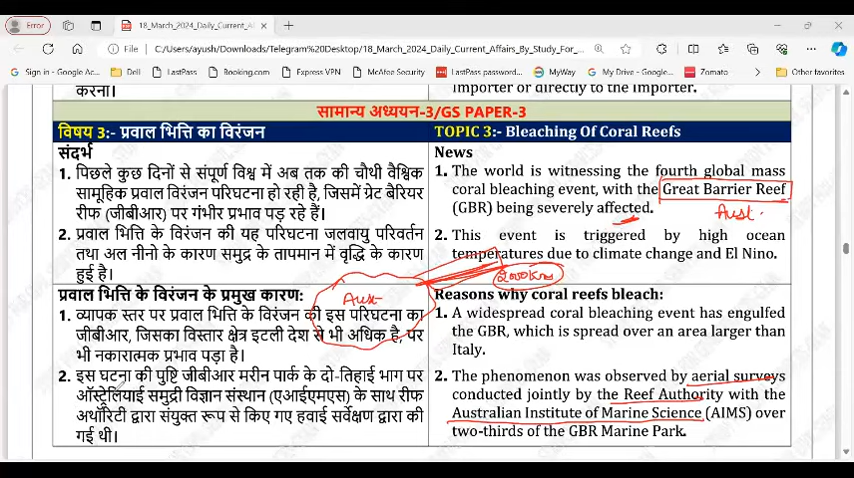 Error
18_March_2024_Daily_Current_Af
File
C:/Users/ayush/Downloads/Telegram%20Desktop/18_March_2024_Daily_Current_Affairs_By_Study_For_...
Sign in - Google Ac...
Dell
LastPass
Booking.com
Express VPN
McAfee Security
LastPass password...
MyWay
My Drive - Google...
Zomato
Other favorites
करना।
Importer or directly to the Importer.
सामान्य अध्ययन-3/GS PAPER-3
विषय 3:- प्रवाल भित्ति का विरंजन
TOPIC 3:- Bleaching Of Coral Reefs
संदर्भ
1. पिछले कुछ दिनों से संपूर्ण विश्व में अब तक की चौथी वैश्विक
सामूहिक प्रवाल विरंजन परिघटना हो रही है, जिसमें ग्रेट बैरियर
रीफ (जीबीआर) पर गंभीर प्रभाव पड़ रहे हैं।
2. प्रवाल भित्ति के विरंजन की यह परिघटना जलवायु परिवर्तन
तथा अल नीनो के कारण समुद्र के तापमान में वृद्धि के कारण
हुई है।
News
1. The world is witnessing the fourth global mass
coral bleaching event, with the Great Barrier Reef
(GBR) being severely affected.
Aust.
2. This event is triggered by high ocean
temperatures due to climate change and El Nino.
प्रवाल भित्ति के विरंजन के प्रमुख कारण:
Aust
1. व्यापक स्तर पर प्रवाल भित्ति के विरंजन की इस परिघटना का
जीबीआर, जिसका विस्तार क्षेत्र इटली देश से भी अधिक है, पर
भी नकारात्मक प्रभाव पड़ा है।
2. इस घटना की पुष्टि जीबीआर मरीन पार्क के दो-तिहाई भाग पर
ऑस्ट्रेलियाई समुद्री विज्ञान संस्थान (एआईएमएस) के साथ रीफ
अथॉरिटी द्वारा संयुक्त रूप से किए गए हवाई सर्वेक्षण द्वारा की
गई थी।
Reasons why coral reefs bleach:
1. A widespread coral bleaching event has engulfed
the GBR, which is spread over an area larger than
Italy.
2. The phenomenon was observed by aerial surveys
conducted jointly by the Reef Authority with the
Australian Institute of Marine Science (AIMS) over
two-thirds of the GBR Marine Park.